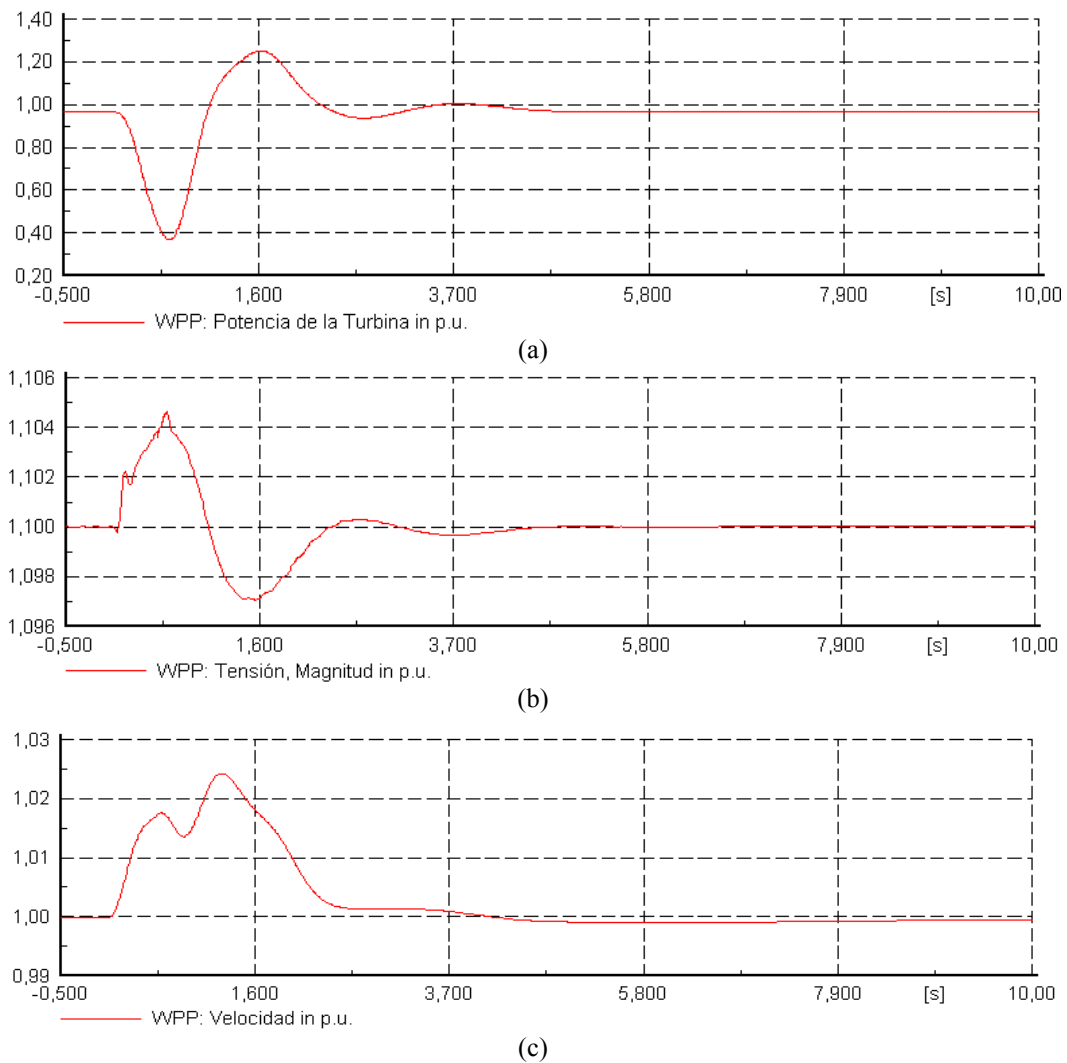 1,40
1,20
1,00
0,80
0,60
0,40
0,20
-0,500 1,600 3,700 5,800 7,900 [s] 10,00
WPP: Potencia de la Turbina in p.u.
(a)
1,106
1,104
1,102
1,100
1,098
1,096
-0,500 1,600 3,700 5,800 7,900 [s] 10,00
WPP: Tensión, Magnitud in p.u.
(b)
1,03
1,02
1,01
1,00
0,99
-0,500 1,600 3,700 5,800 7,900 [s] 10,00
WPP: Velocidad in p.u.
(c)